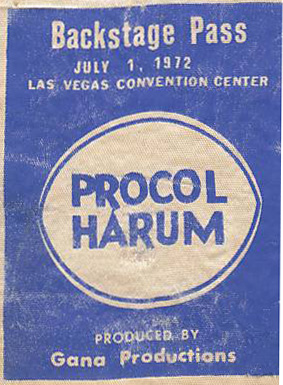 Backstage Pass
JULY 1, 1972
LAS VEGAS CONVENTION CENTER
PROCOL
HARUM
PRODUCED BY
Gana Productions